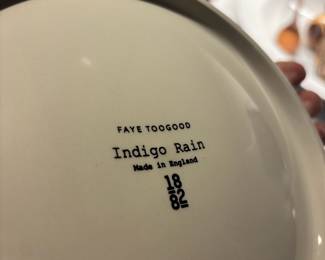 FAYE TOOGOOD
Indigo Rain
Made in England
18
82